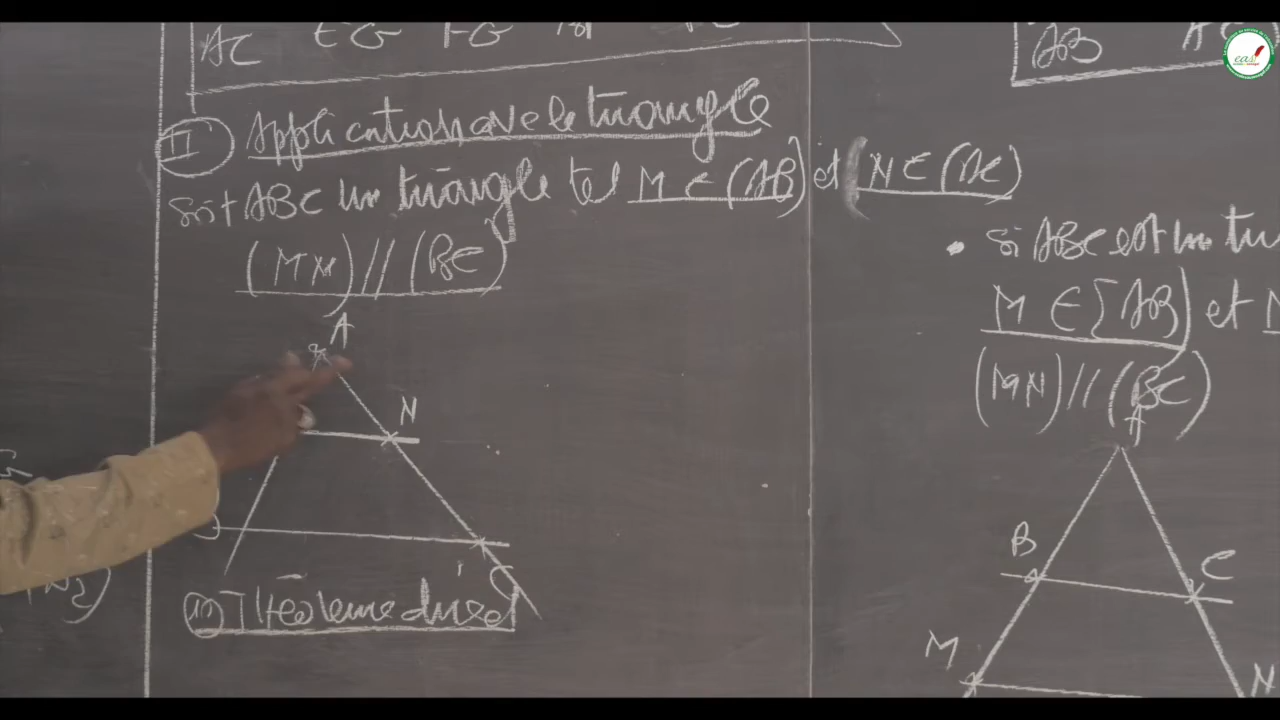 AC EG FG
II Application avec le triangle
Soit ABC un triangle tel M ∈ (AB) et N ∈ (AC)
(MN) // (BC)
A
N
C
1) Théorème direct
AB
• Si ABC est un
M ∈ [AB) et
(MN) // (BC)
A
B
C
M
N
eas!